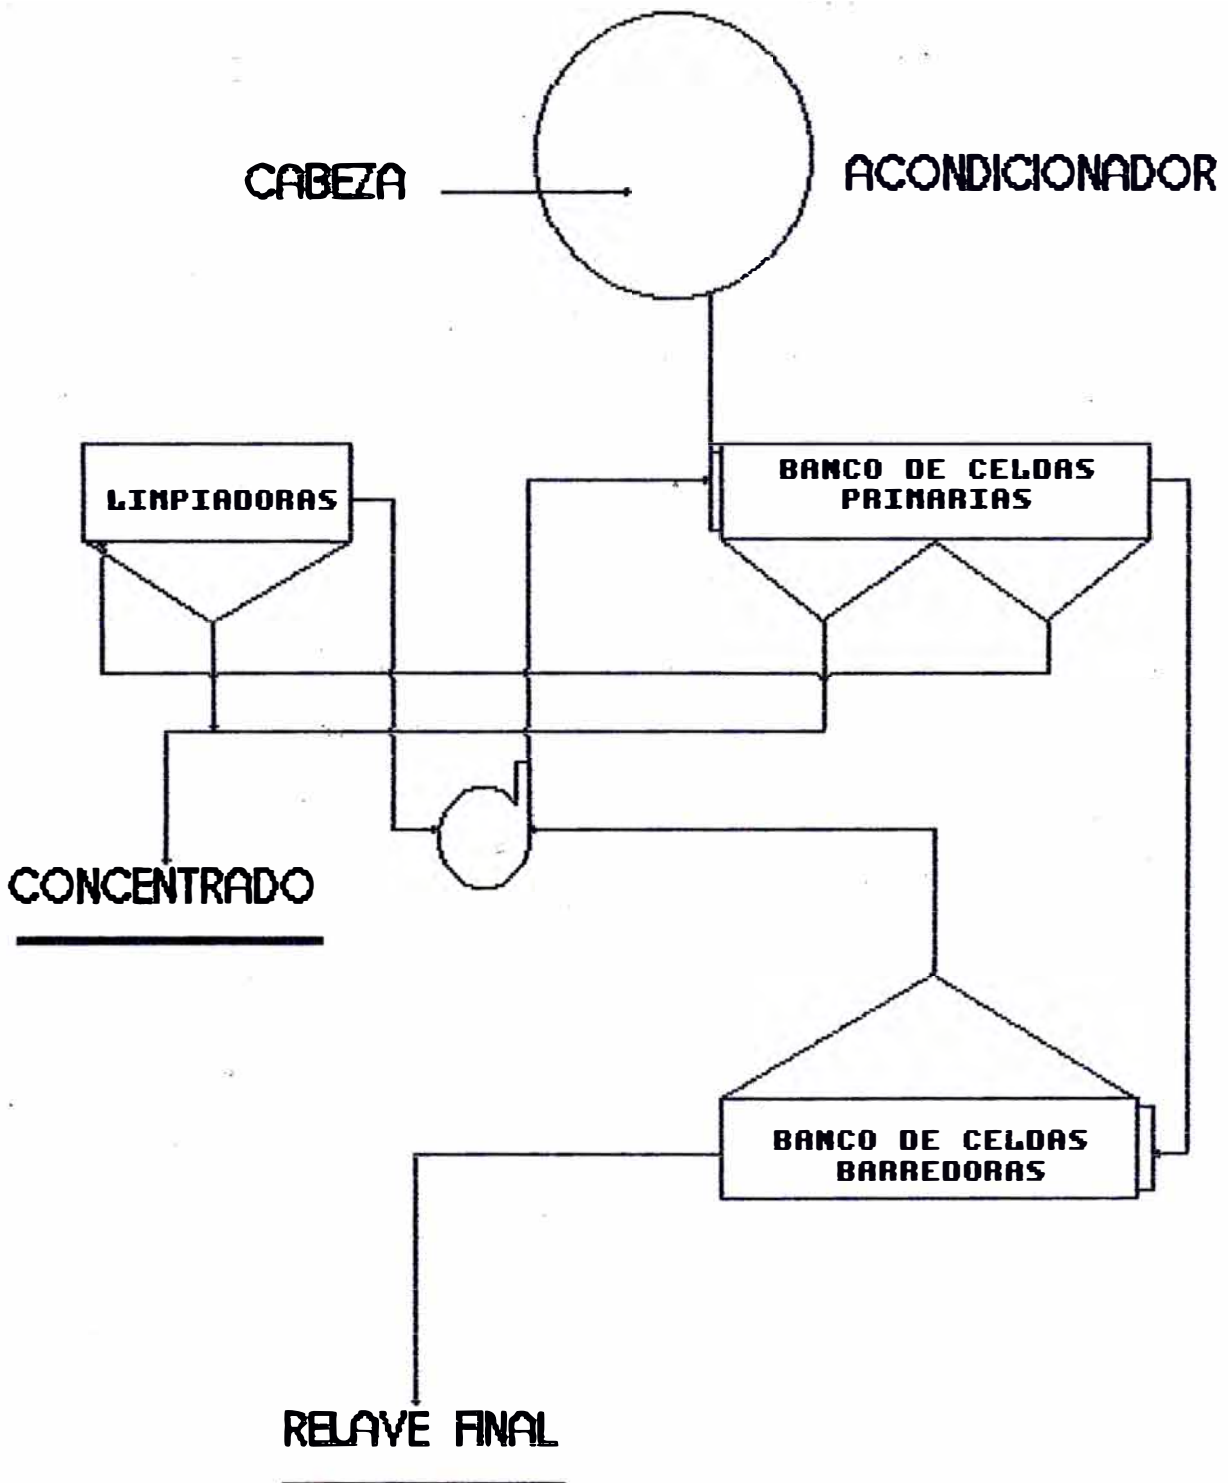 CABEZA
ACONDICIONADOR
LIMPIADORAS
BANCO DE CELDAS
PRIMARIAS
CONCENTRADO
BANCO DE CELDAS
BARREDORAS
RELAVE FINAL